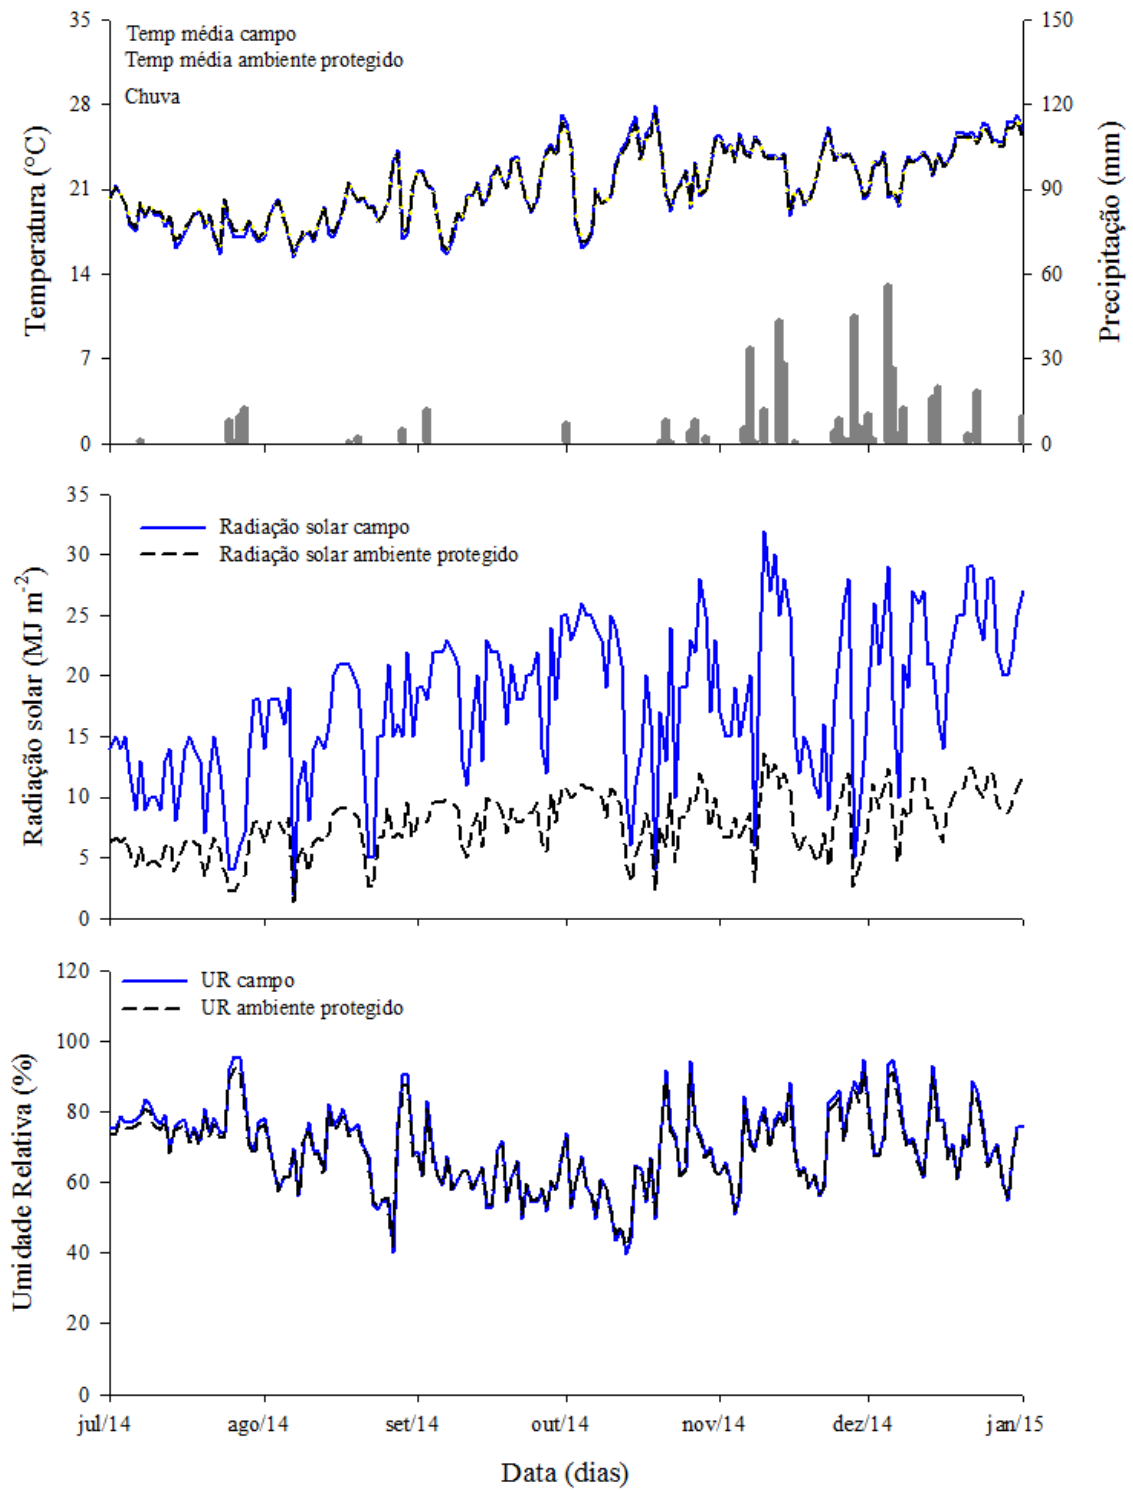 35
28
21
14
7
0
Temperatura (°C)
Temp média campo
Temp média ambiente protegido
Chuva
150
120
90
60
30
0
Precipitação (mm)
35
30
25
20
15
10
5
0
Radiação solar (MJ m⁻²)
Radiação solar campo
Radiação solar ambiente protegido
120
100
80
60
40
20
0
Umidade Relativa (%)
UR campo
UR ambiente protegido
jul/14 ago/14 set/14 out/14 nov/14 dez/14 jan/15
Data (dias)